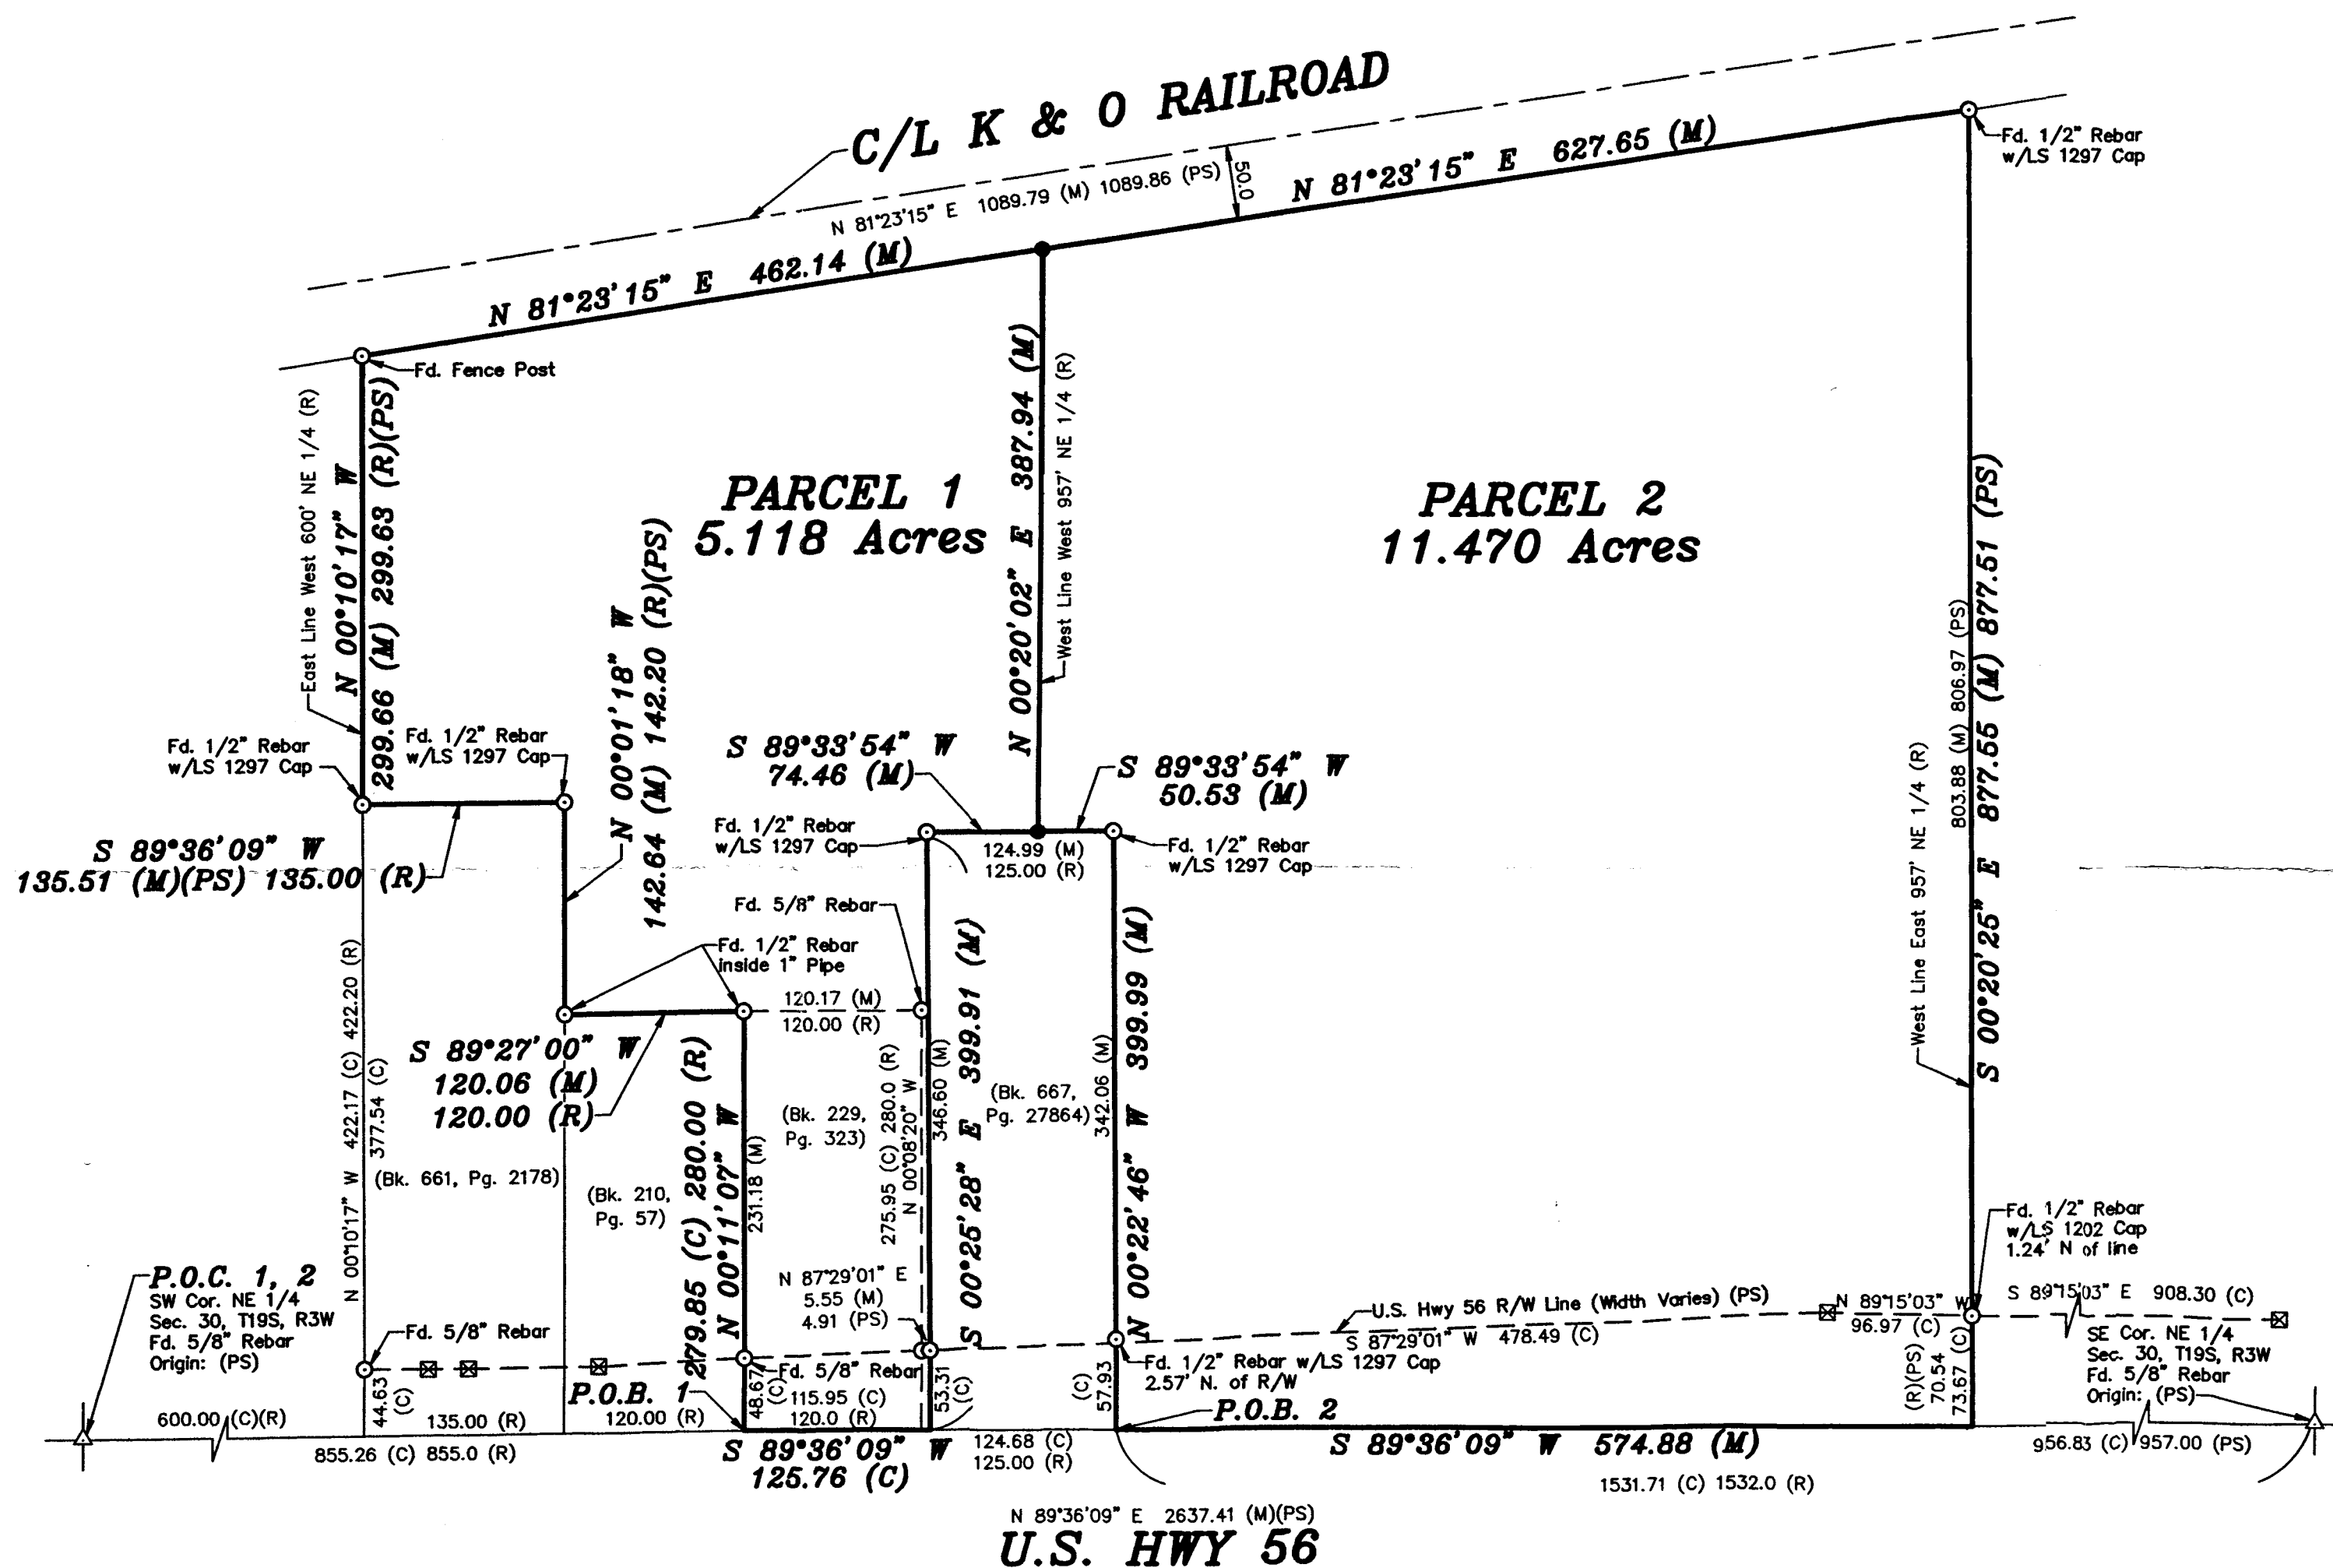 C/L K & O RAILROAD
N 81°23'15" E 1089.79 (M) 1089.86 (PS)
50.0
N 81°23'15" E 627.65 (M)
N 81°23'15" E 462.14 (M)
Fd. 1/2" Rebar
w/LS 1297 Cap
Fd. Fence Post
East Line West 600' NE 1/4 (R)
N 00°10'17" W
299.66 (M) 299.63 (R)(PS)
PARCEL 1
5.118 Acres
N 00°20'02" E 387.94 (M)
West Line West 957' NE 1/4 (R)
PARCEL 2
11.470 Acres
S 00°20'25" E 877.55 (M) 877.51 (PS)
803.88 (M) 806.97 (PS)
West Line East 957' NE 1/4 (R)
N 00°01'18" W
142.64 (M) 142.20 (R)(PS)
Fd. 1/2" Rebar
w/LS 1297 Cap
Fd. 1/2" Rebar
w/LS 1297 Cap
S 89°36'09" W
135.51 (M)(PS) 135.00 (R)
S 89°33'54" W
74.46 (M)
S 89°33'54" W
50.53 (M)
Fd. 1/2" Rebar
w/LS 1297 Cap
124.99 (M)
125.00 (R)
Fd. 1/2" Rebar
w/LS 1297 Cap
Fd. 5/8" Rebar
Fd. 1/2" Rebar
inside 1" Pipe
120.17 (M)
120.00 (R)
S 89°27'00" W
120.06 (M)
120.00 (R)
N 00°10'17" W 422.17 (C) 422.20 (R)
377.54 (C)
(Bk. 661, Pg. 2178)
(Bk. 210,
Pg. 57)
279.85 (C) 280.00 (R)
N 00°11'07" W
231.18 (M)
(Bk. 229,
Pg. 323)
275.95 (C) 280.0 (R)
N 00°08'20" W
346.60 (M)
S 00°25'28" E 399.91 (M)
(Bk. 667,
Pg. 27864)
342.06 (M)
N 00°22'46" W 399.99 (M)
N 87°29'01" E
5.55 (M)
4.91 (PS)
P.O.C. 1, 2
SW Cor. NE 1/4
Sec. 30, T19S, R3W
Fd. 5/8" Rebar
Origin: (PS)
Fd. 5/8" Rebar
U.S. Hwy 56 R/W Line (Width Varies) (PS)
S 87°29'01" W 478.49 (C)
N 89°15'03" W
96.97 (C)
Fd. 1/2" Rebar
w/LS 1202 Cap
1.24' N of line
S 89°15'03" E 908.30 (C)
SE Cor. NE 1/4
Sec. 30, T19S, R3W
Fd. 5/8" Rebar
Origin: (PS)
Fd. 1/2" Rebar w/LS 1297 Cap
2.57' N. of R/W
Fd. 5/8" Rebar
P.O.B. 1
P.O.B. 2
44.63
(C)
48.67
(C)
53.31
(C)
(C)
57.93
(R)(PS)
70.54
73.67 (C)
600.00 (C)(R)
135.00 (R)
120.00 (R)
115.95 (C)
120.0 (R)
855.26 (C) 855.0 (R)
S 89°36'09" W
125.76 (C)
124.68 (C)
125.00 (R)
S 89°36'09" W 574.88 (M)
956.83 (C) 957.00 (PS)
1531.71 (C) 1532.0 (R)
N 89°36'09" E 2637.41 (M)(PS)
U.S. HWY 56